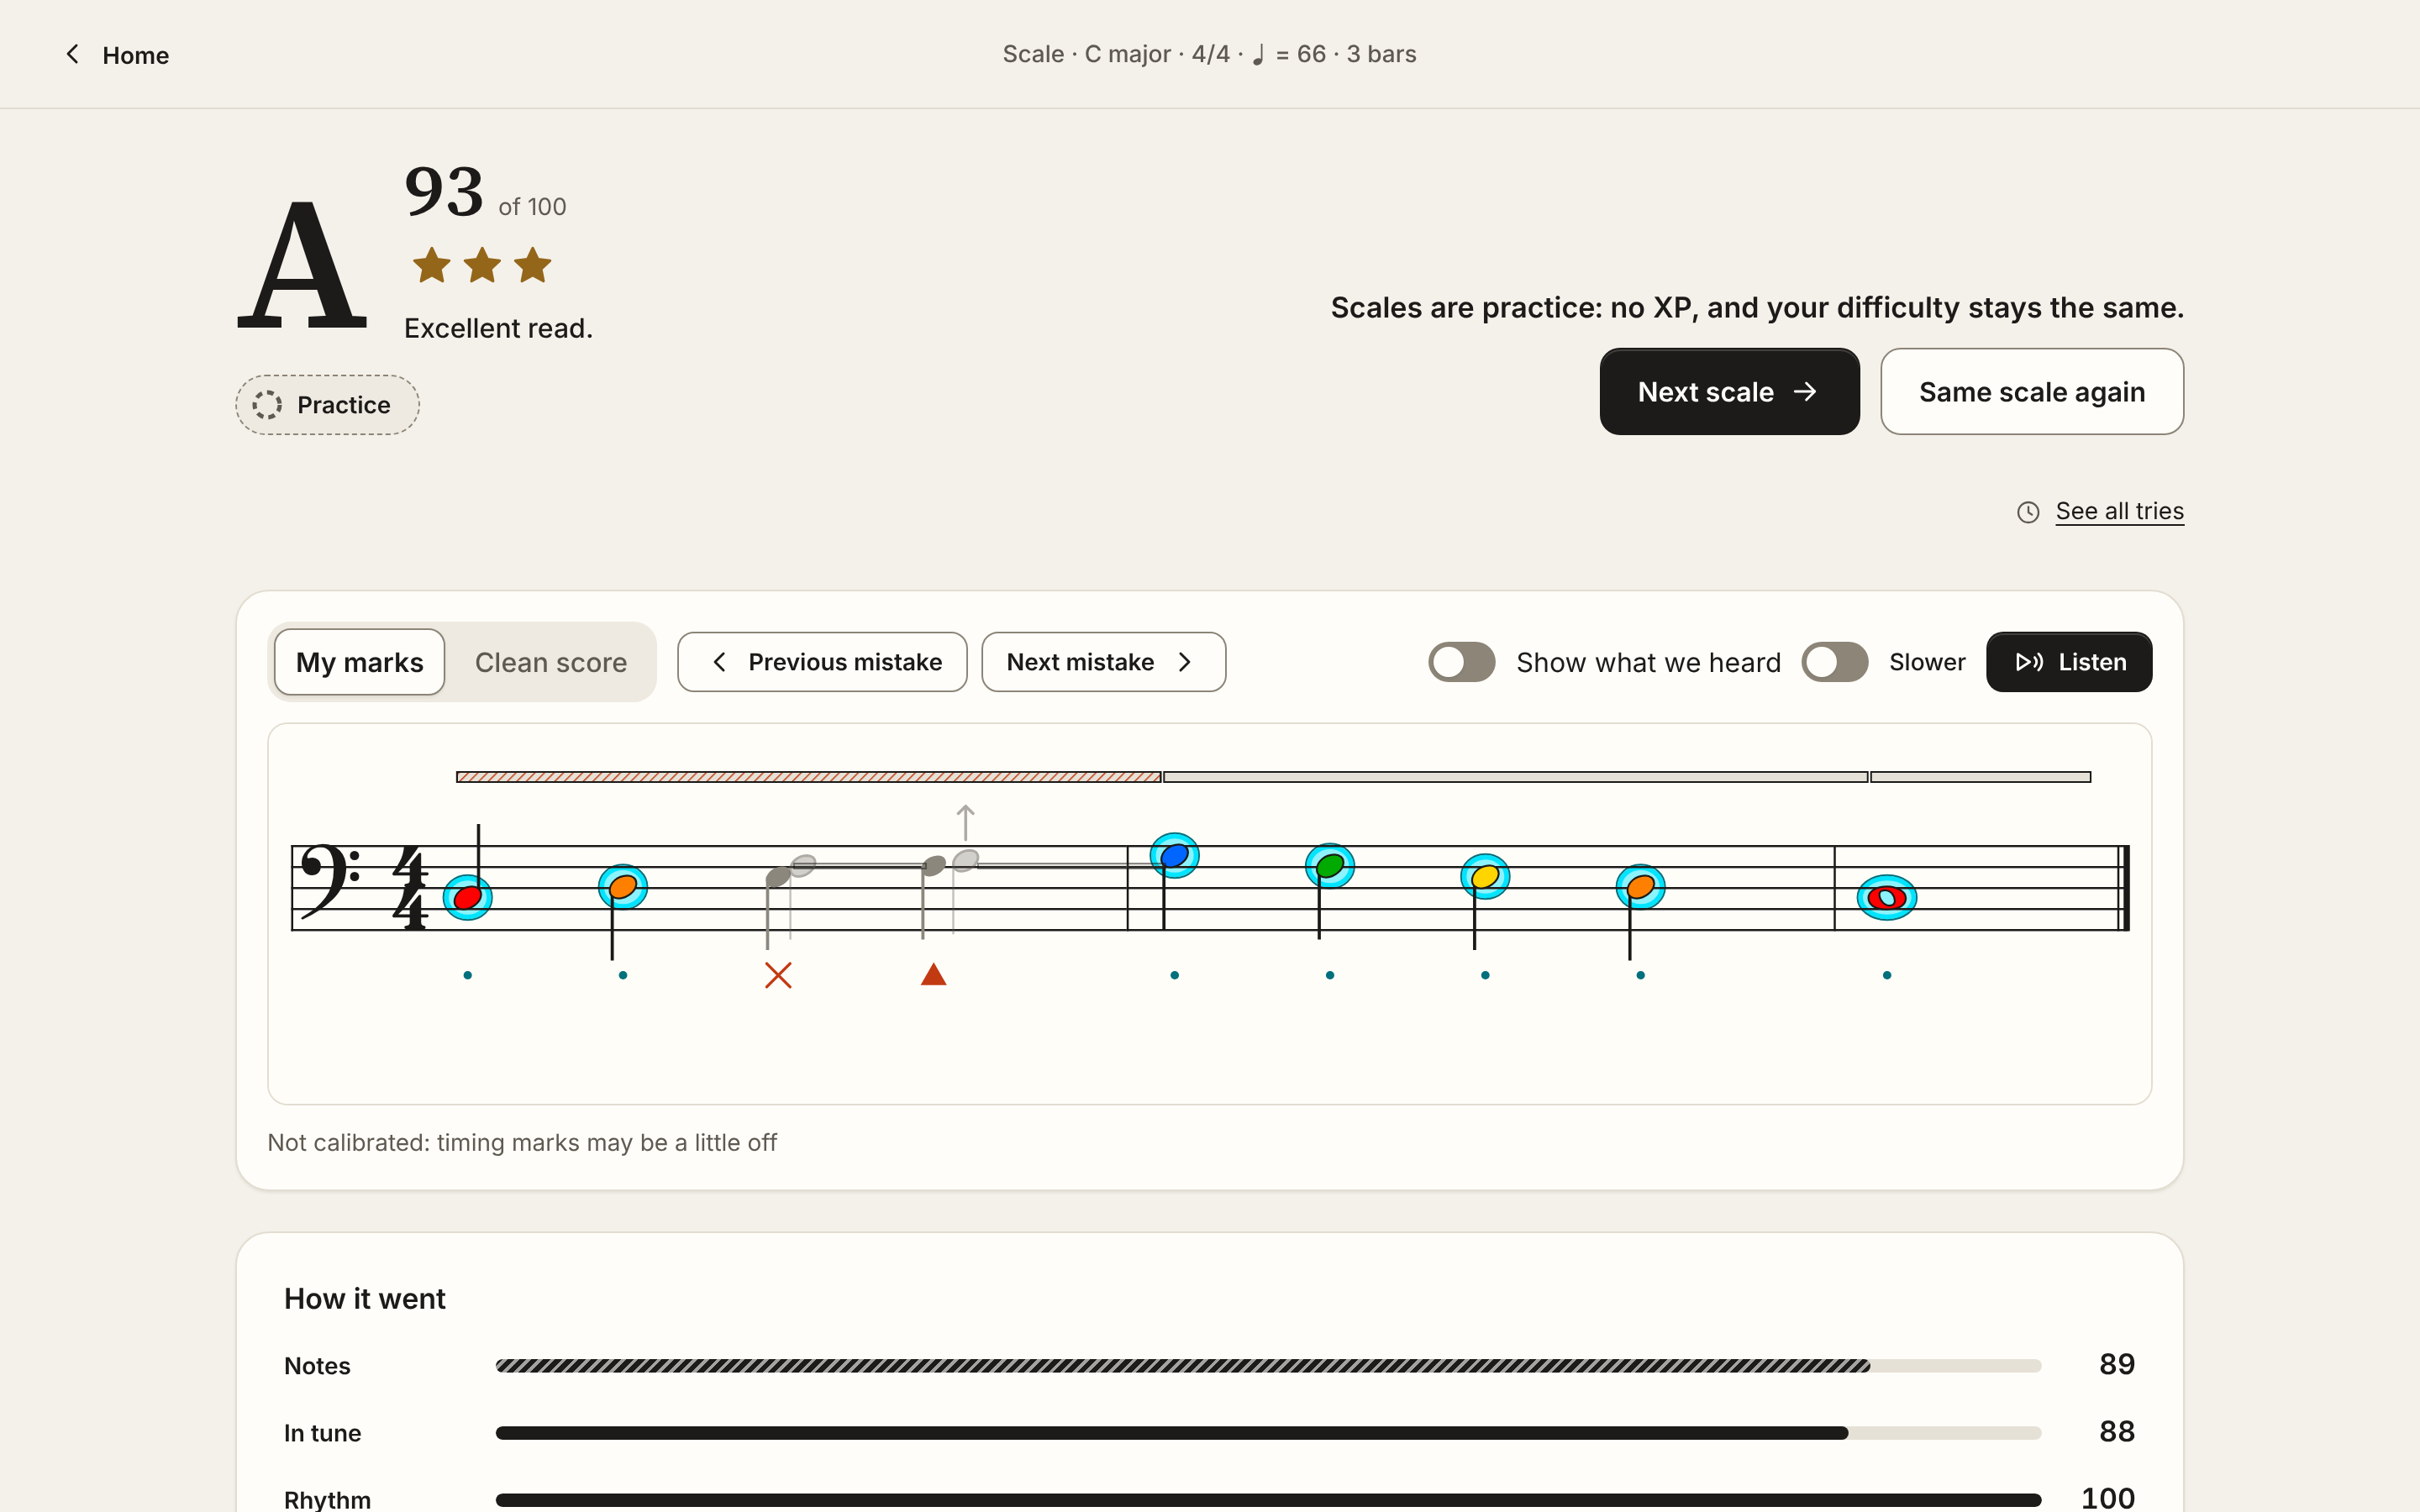 Home
Scale · C major · 4/4 · ♩ = 66 · 3 bars
A
93 of 100
Excellent read.
Practice
Scales are practice: no XP, and your difficulty stays the same.
Next scale →
Same scale again
See all tries
My marks
Clean score
Previous mistake
Next mistake
Show what we heard
Slower
Listen
4
4
Not calibrated: timing marks may be a little off
How it went
Notes 89
In tune 88
Rhythm 100